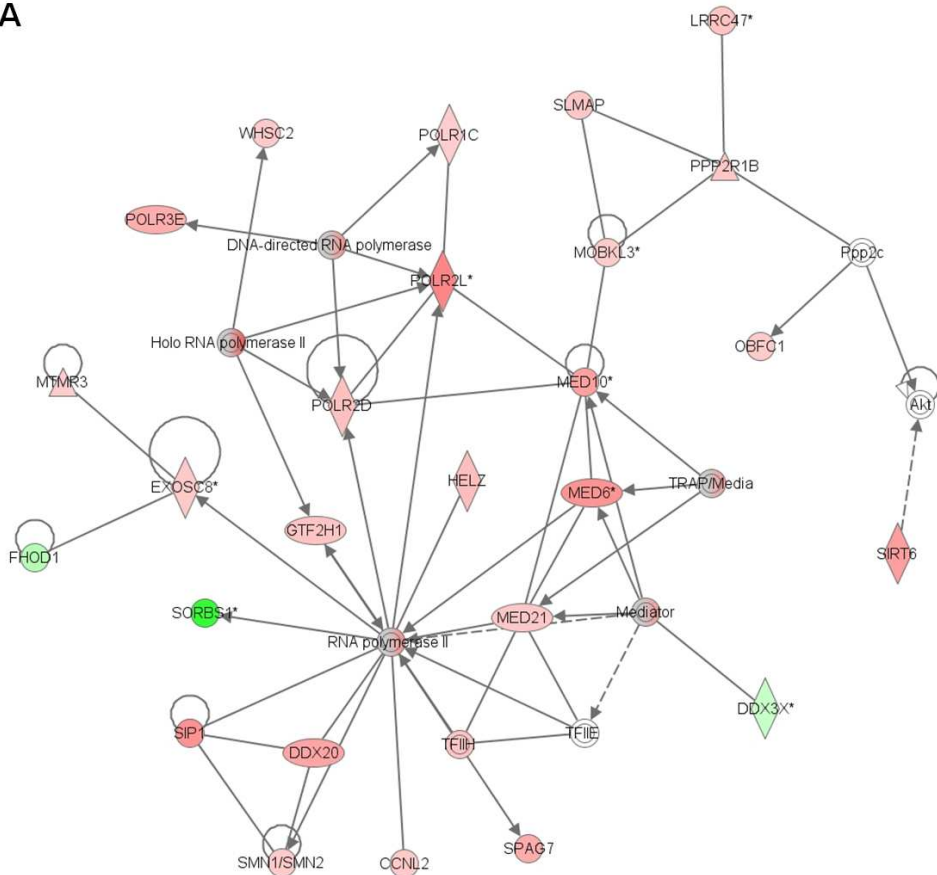 A
LRRC47*
SLMAP
WHSC2
POLR1C
PPP2R1B
POLR3E
DNA-directed RNA polymerase
MOBKL3*
Ppp2c
POLR2L*
Holo RNA polymerase II
OBFC1
MTMR3
MED10*
POLR2D
Akt
EXOSC8*
HELZ
MED6*
TRAP/Media
GTF2H1
FHOD1
SIRT6
SORBS1*
MED21
Mediator
RNA polymerase II
DDX3X*
SIP1
TFIIH
TFIIE
DDX20
SPAG7
SMN1/SMN2
CCNL2